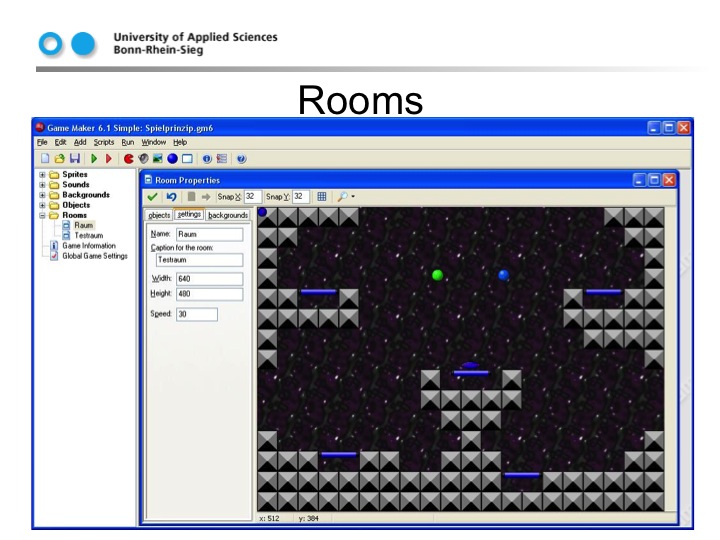 University of Applied Sciences
Bonn-Rhein-Sieg
Rooms
Game Maker 6.1 Simple: Spielprinzip.gm6
File Edit Add Scripts Run Window Help
Sprites
Sounds
Backgrounds
Objects
Rooms
Raum
Testraum
Game Information
Global Game Settings
Room Properties
Snap X: 32 Snap Y: 32
objects settings backgrounds
Name: Raum
Caption for the room:
Testraum
Width: 640
Height: 480
Speed: 30
x: 512 y: 384